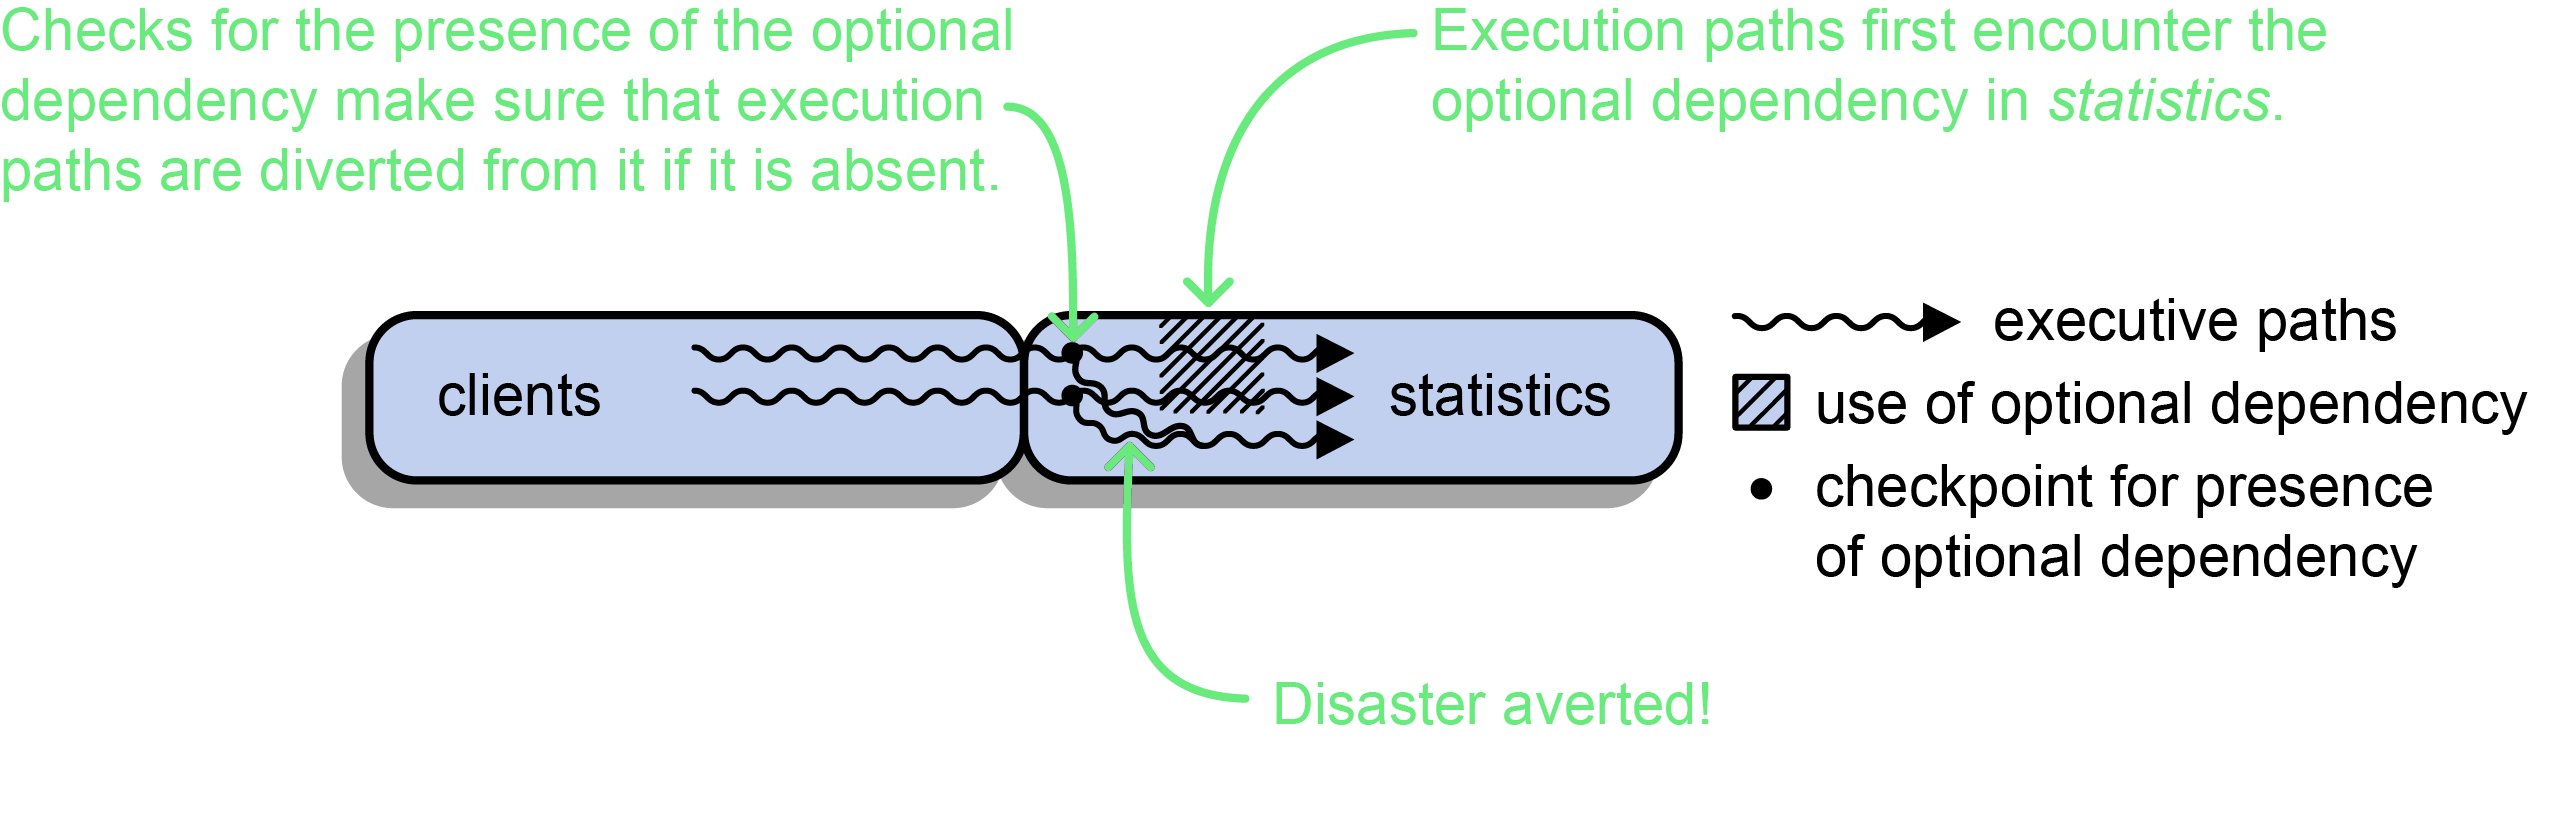 Checks for the presence of the optional
dependency make sure that execution
paths are diverted from it if it is absent.
Execution paths first encounter the
optional dependency in statistics.
clients
statistics
executive paths
use of optional dependency
checkpoint for presence
of optional dependency
Disaster averted!